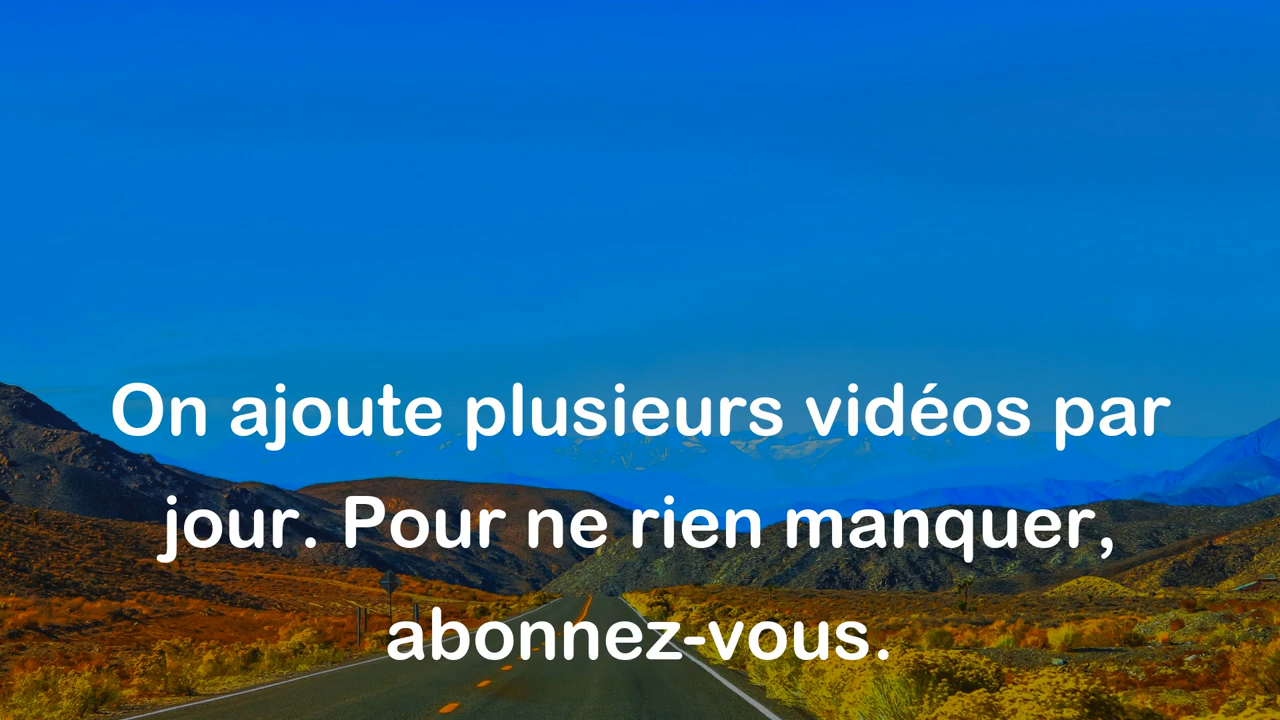 On ajoute plusieurs vidéos par
jour. Pour ne rien manquer,
abonnez-vous.